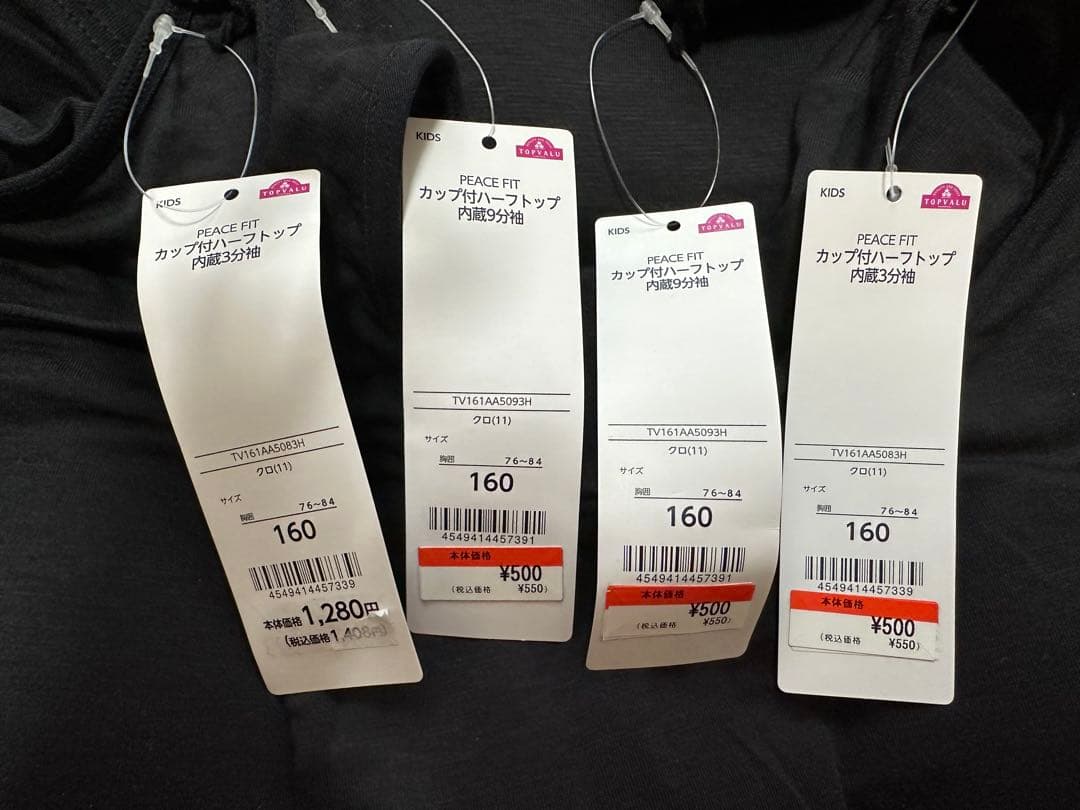 KIDS
TOPVALU
PEACE FIT
カップ付ハーフトップ
内蔵3分袖
TV161AA5083H
クロ(11)
サイズ
胸囲 76～84
160
4549414457339
本体価格1,280円
(税込価格1,408円)
KIDS
TOPVALU
PEACE FIT
カップ付ハーフトップ
内蔵9分袖
TV161AA5093H
クロ(11)
サイズ
胸囲 76～84
160
4549414457391
本体価格
¥500
(税込価格 ¥550)
KIDS
TOPVALU
PEACE FIT
カップ付ハーフトップ
内蔵9分袖
TV161AA5093H
クロ(11)
サイズ
胸囲 76～84
160
4549414457391
本体価格
¥500
(税込価格 ¥550)
KIDS
TOPVALU
PEACE FIT
カップ付ハーフトップ
内蔵3分袖
TV161AA5083H
クロ(11)
サイズ
胸囲 76～84
160
4549414457339
本体価格
¥500
(税込価格 ¥550)